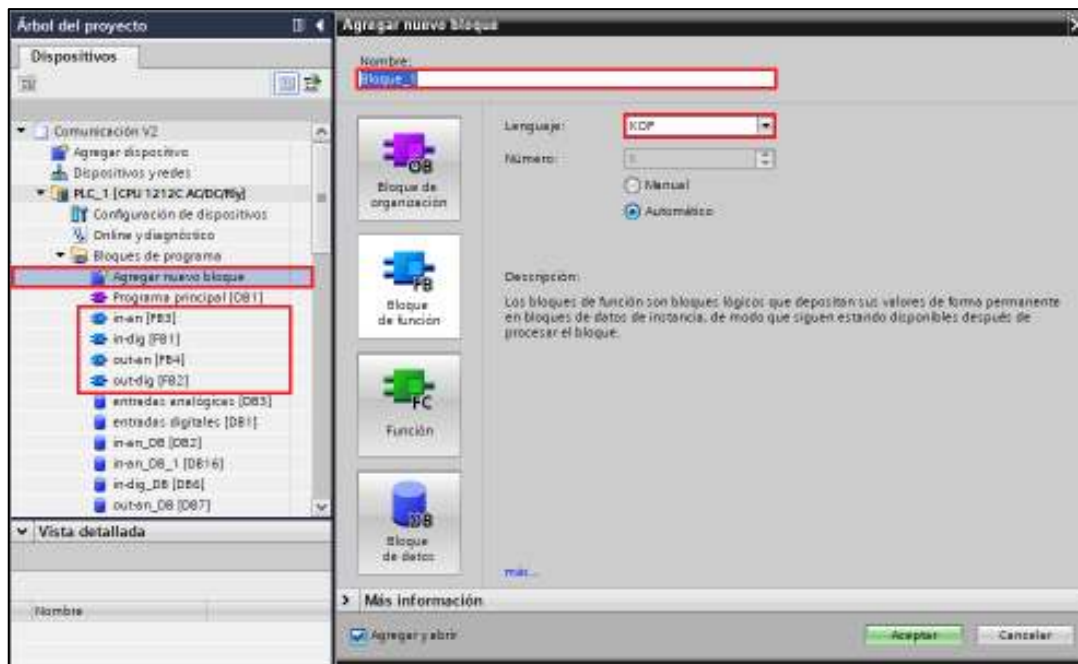 Árbol del proyecto
Dispositivos
Comunicación V2
Agregar dispositivo
Dispositivos y redes
PLC_1 [CPU 1212C AC/DC/Rly]
Configuración de dispositivos
Online y diagnóstico
Bloques de programa
Agregar nuevo bloque
Programa principal [OB1]
in-an [FB3]
in-dig [FB1]
out-an [FB4]
out-dig [FB2]
entradas analógicas [DB3]
entradas digitales [DB1]
in-an_DB [DB2]
in-an_DB_1 [DB16]
in-dig_DB [DB6]
out-an_DB [DB7]
Vista detallada
Nombre
Agregar nuevo bloque
Nombre:
Bloque_1
OB
Bloque de
organización
FB
Bloque
de función
FC
Función
DB
Bloque
de datos
Lenguaje:
KOP
Número:
Manual
Automático
Descripción:
Los bloques de función son bloques lógicos que depositan sus valores de forma permanente
en bloques de datos de instancia, de modo que siguen estando disponibles después de
procesar el bloque.
más...
Más información
Agregar y abrir
Aceptar
Cancelar